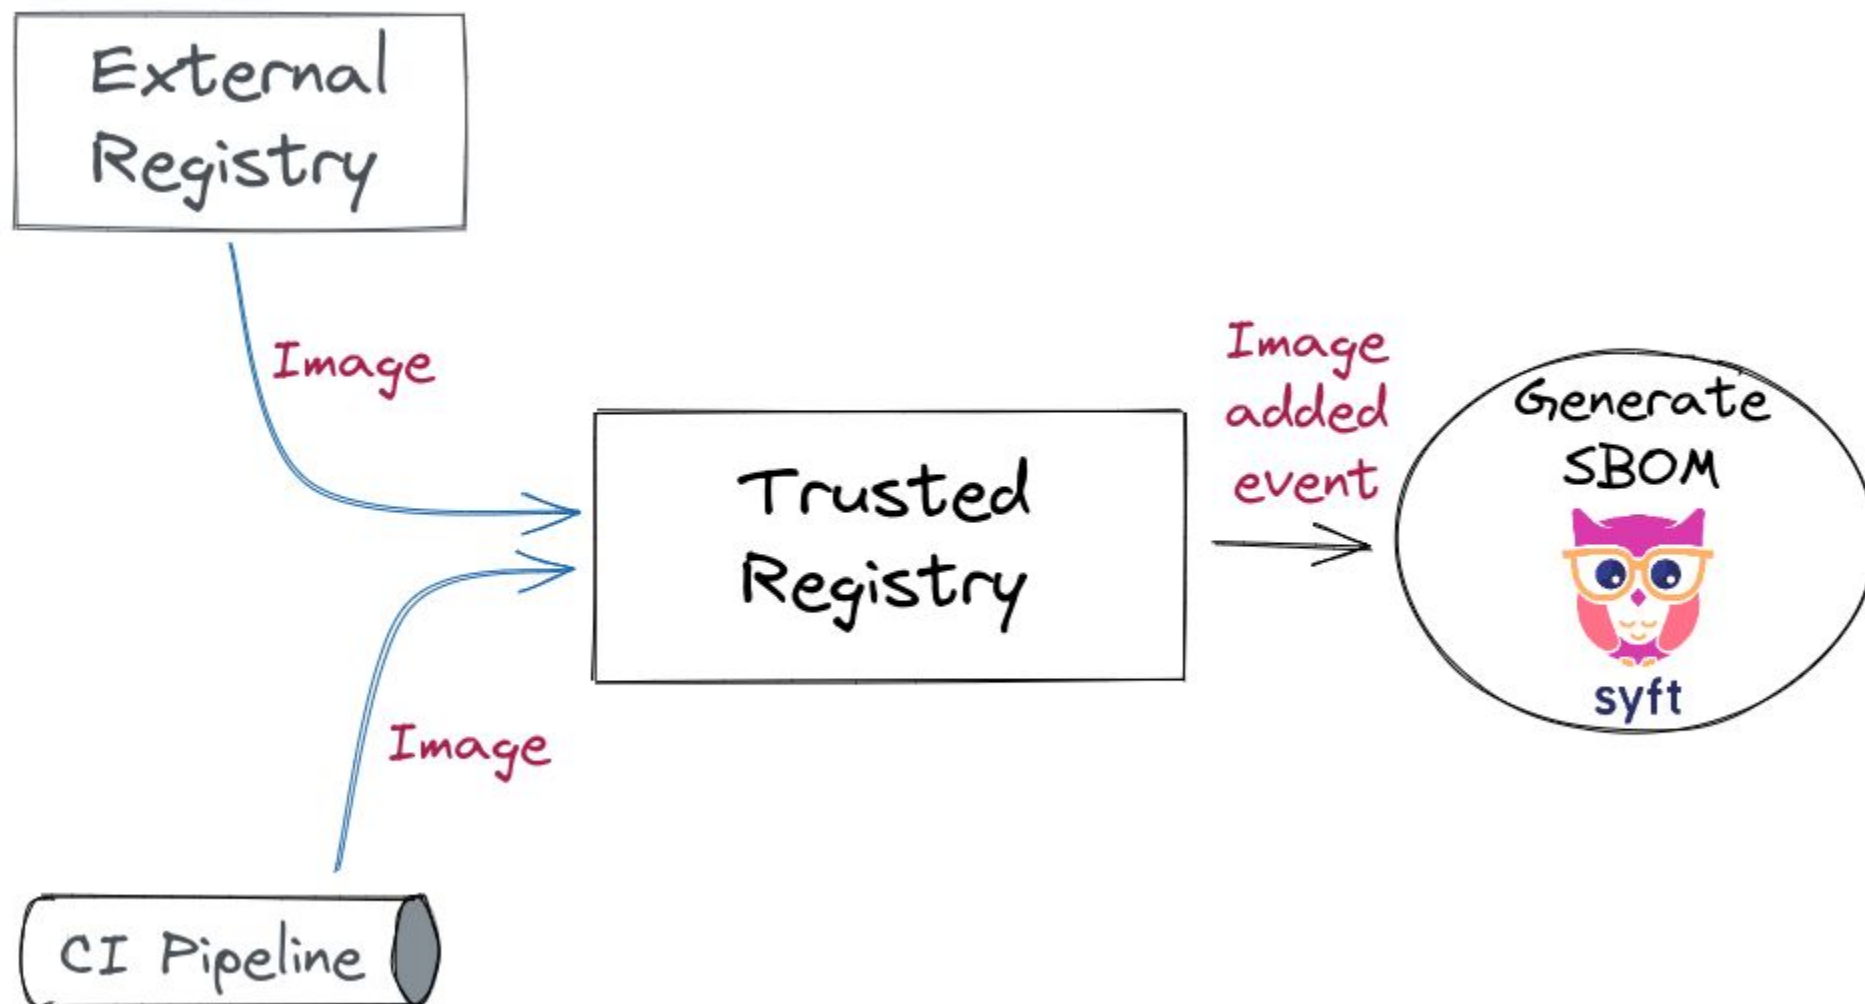 External
Registry
Image
Image
added
event
Generate
SBOM
Trusted
Registry
syft
Image
CI Pipeline